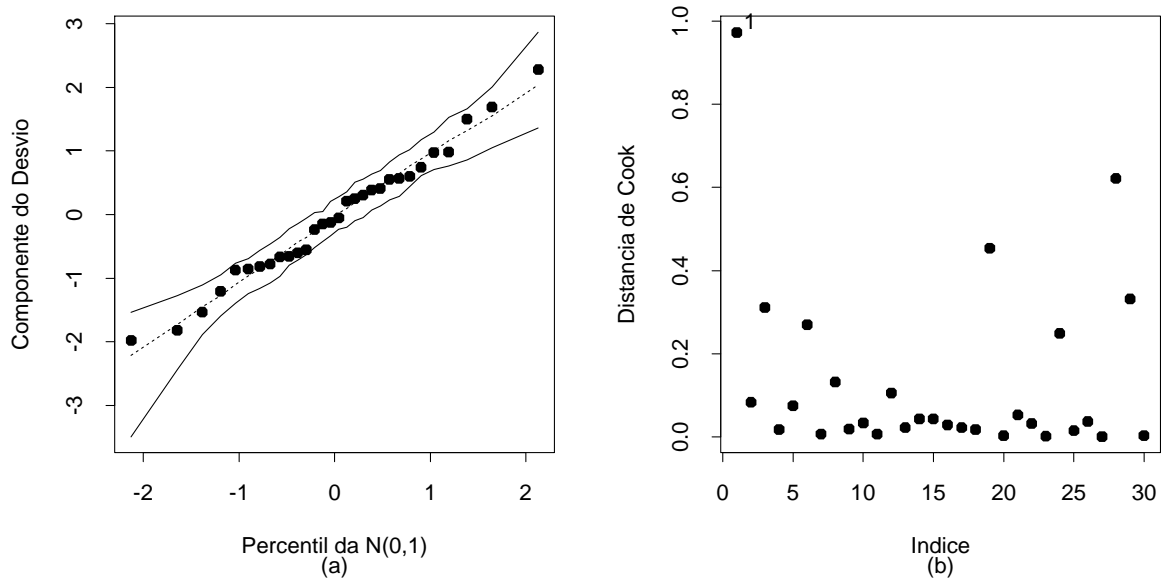 Componente do Desvio
3
2
1
0
-1
-2
-3
-2 -1 0 1 2
Percentil da N(0,1)
(a)
Distancia de Cook
1.0
0.8
0.6
0.4
0.2
0.0
1
0 5 10 15 20 25 30
Indice
(b)